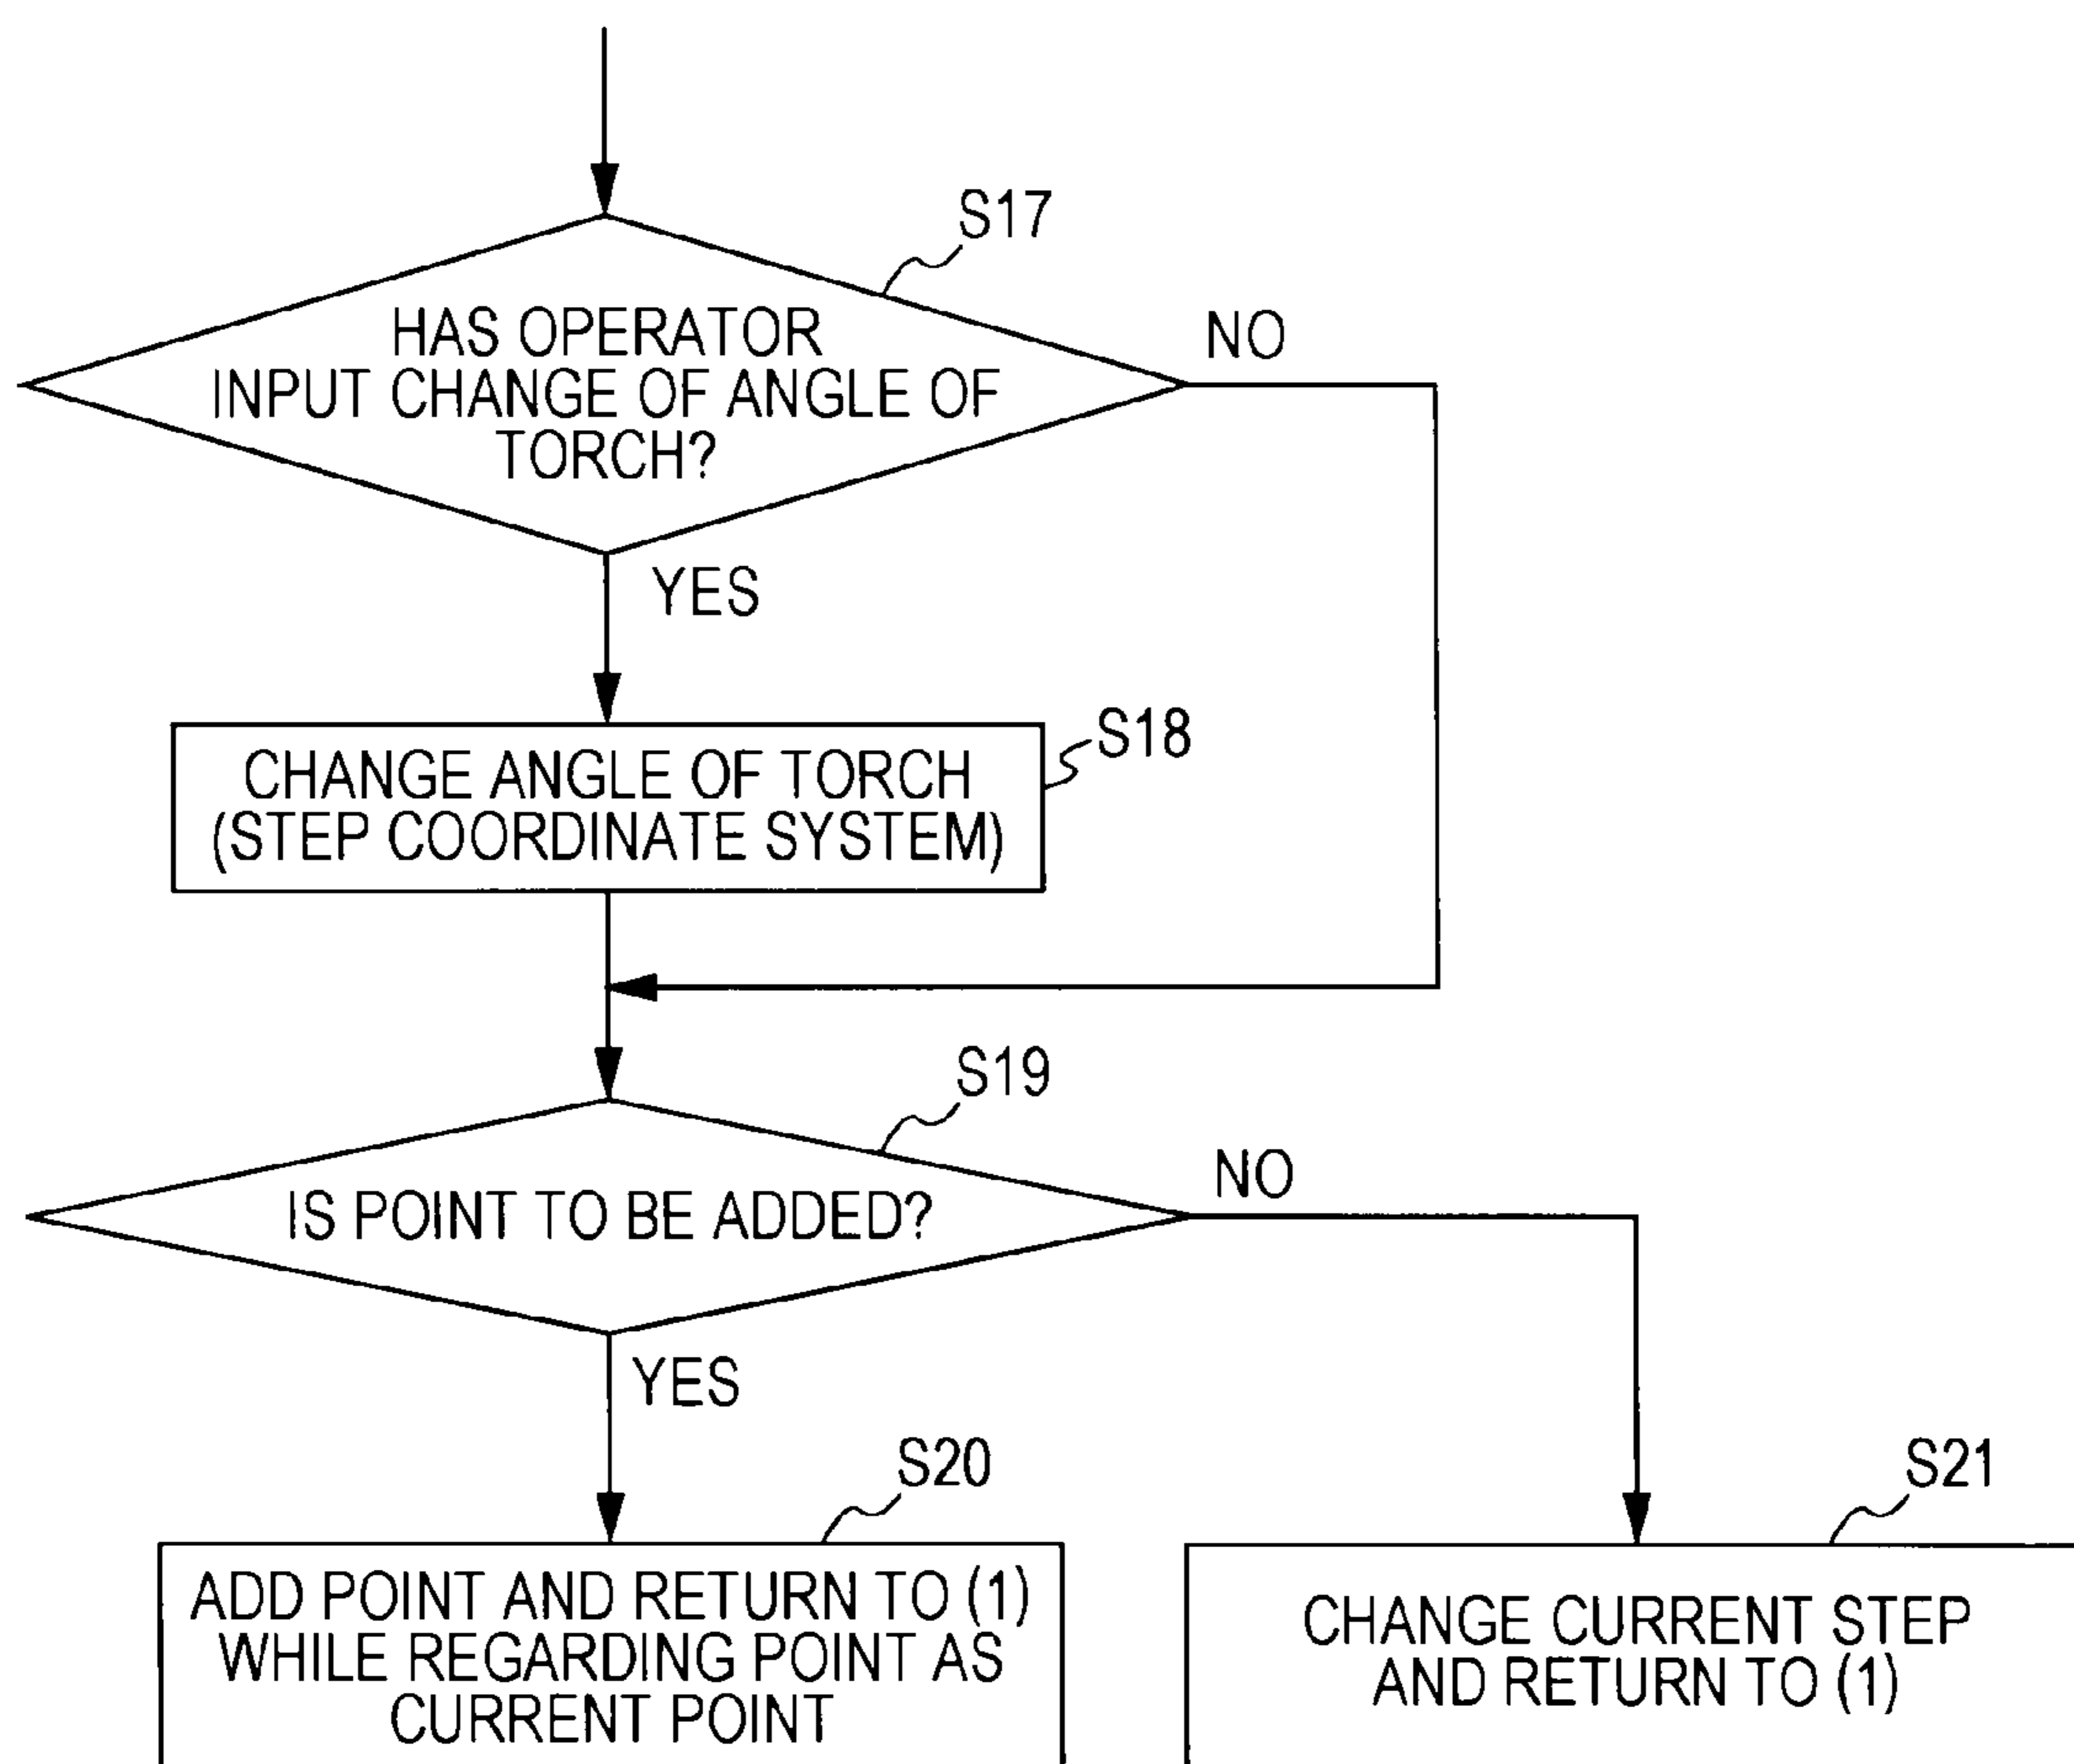 S17
HAS OPERATOR
INPUT CHANGE OF ANGLE OF
TORCH?
NO
YES
S18
CHANGE ANGLE OF TORCH
(STEP COORDINATE SYSTEM)
S19
IS POINT TO BE ADDED?
NO
YES
S20
ADD POINT AND RETURN TO (1)
WHILE REGARDING POINT AS
CURRENT POINT
S21
CHANGE CURRENT STEP
AND RETURN TO (1)